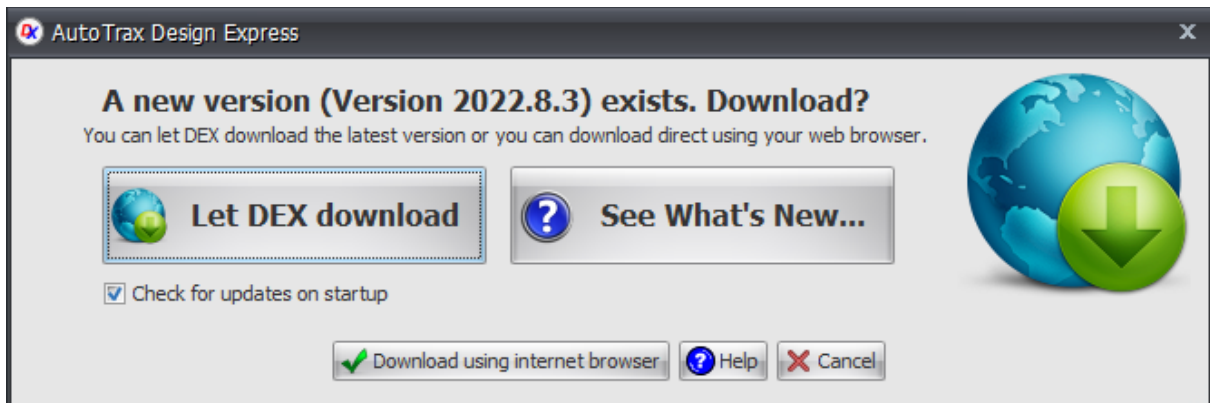 AutoTrax Design Express
A new version (Version 2022.8.3) exists. Download?
You can let DEX download the latest version or you can download direct using your web browser.
Let DEX download
See What's New...
Check for updates on startup
Download using internet browser
Help
Cancel